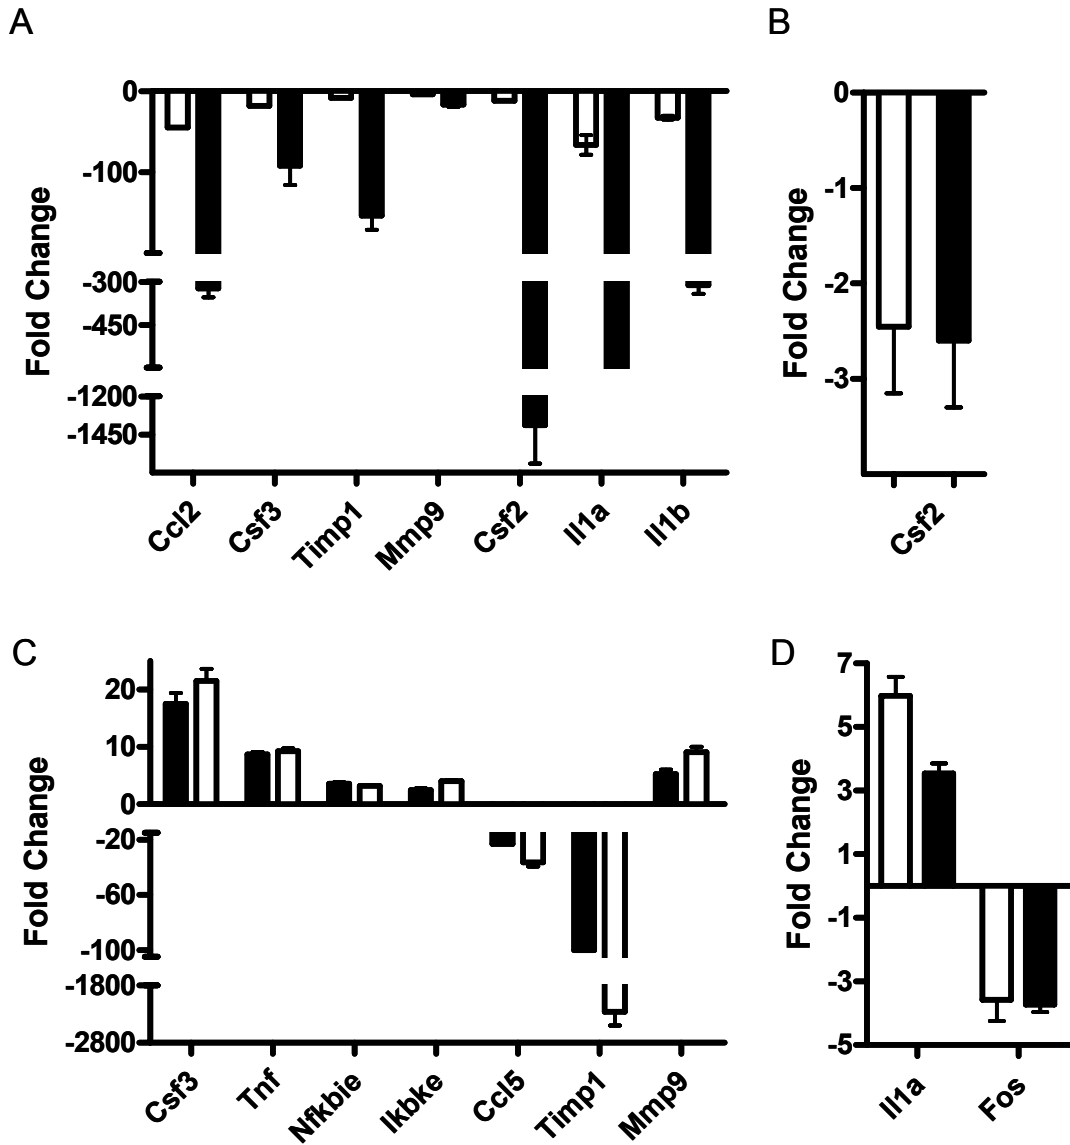 A
0
-100
-300
-450
-1200
-1450
Fold Change
Ccl2
Csf3
Timp1
Mmp9
Csf2
Il1a
Il1b
B
0
-1
-2
-3
Fold Change
Csf2
C
20
10
0
-20
-60
-100
-1800
-2800
Fold Change
Csf3
Tnf
Nfkbie
Ikbke
Ccl5
Timp1
Mmp9
D
7
5
3
1
-1
-3
-5
Fold Change
Il1a
Fos